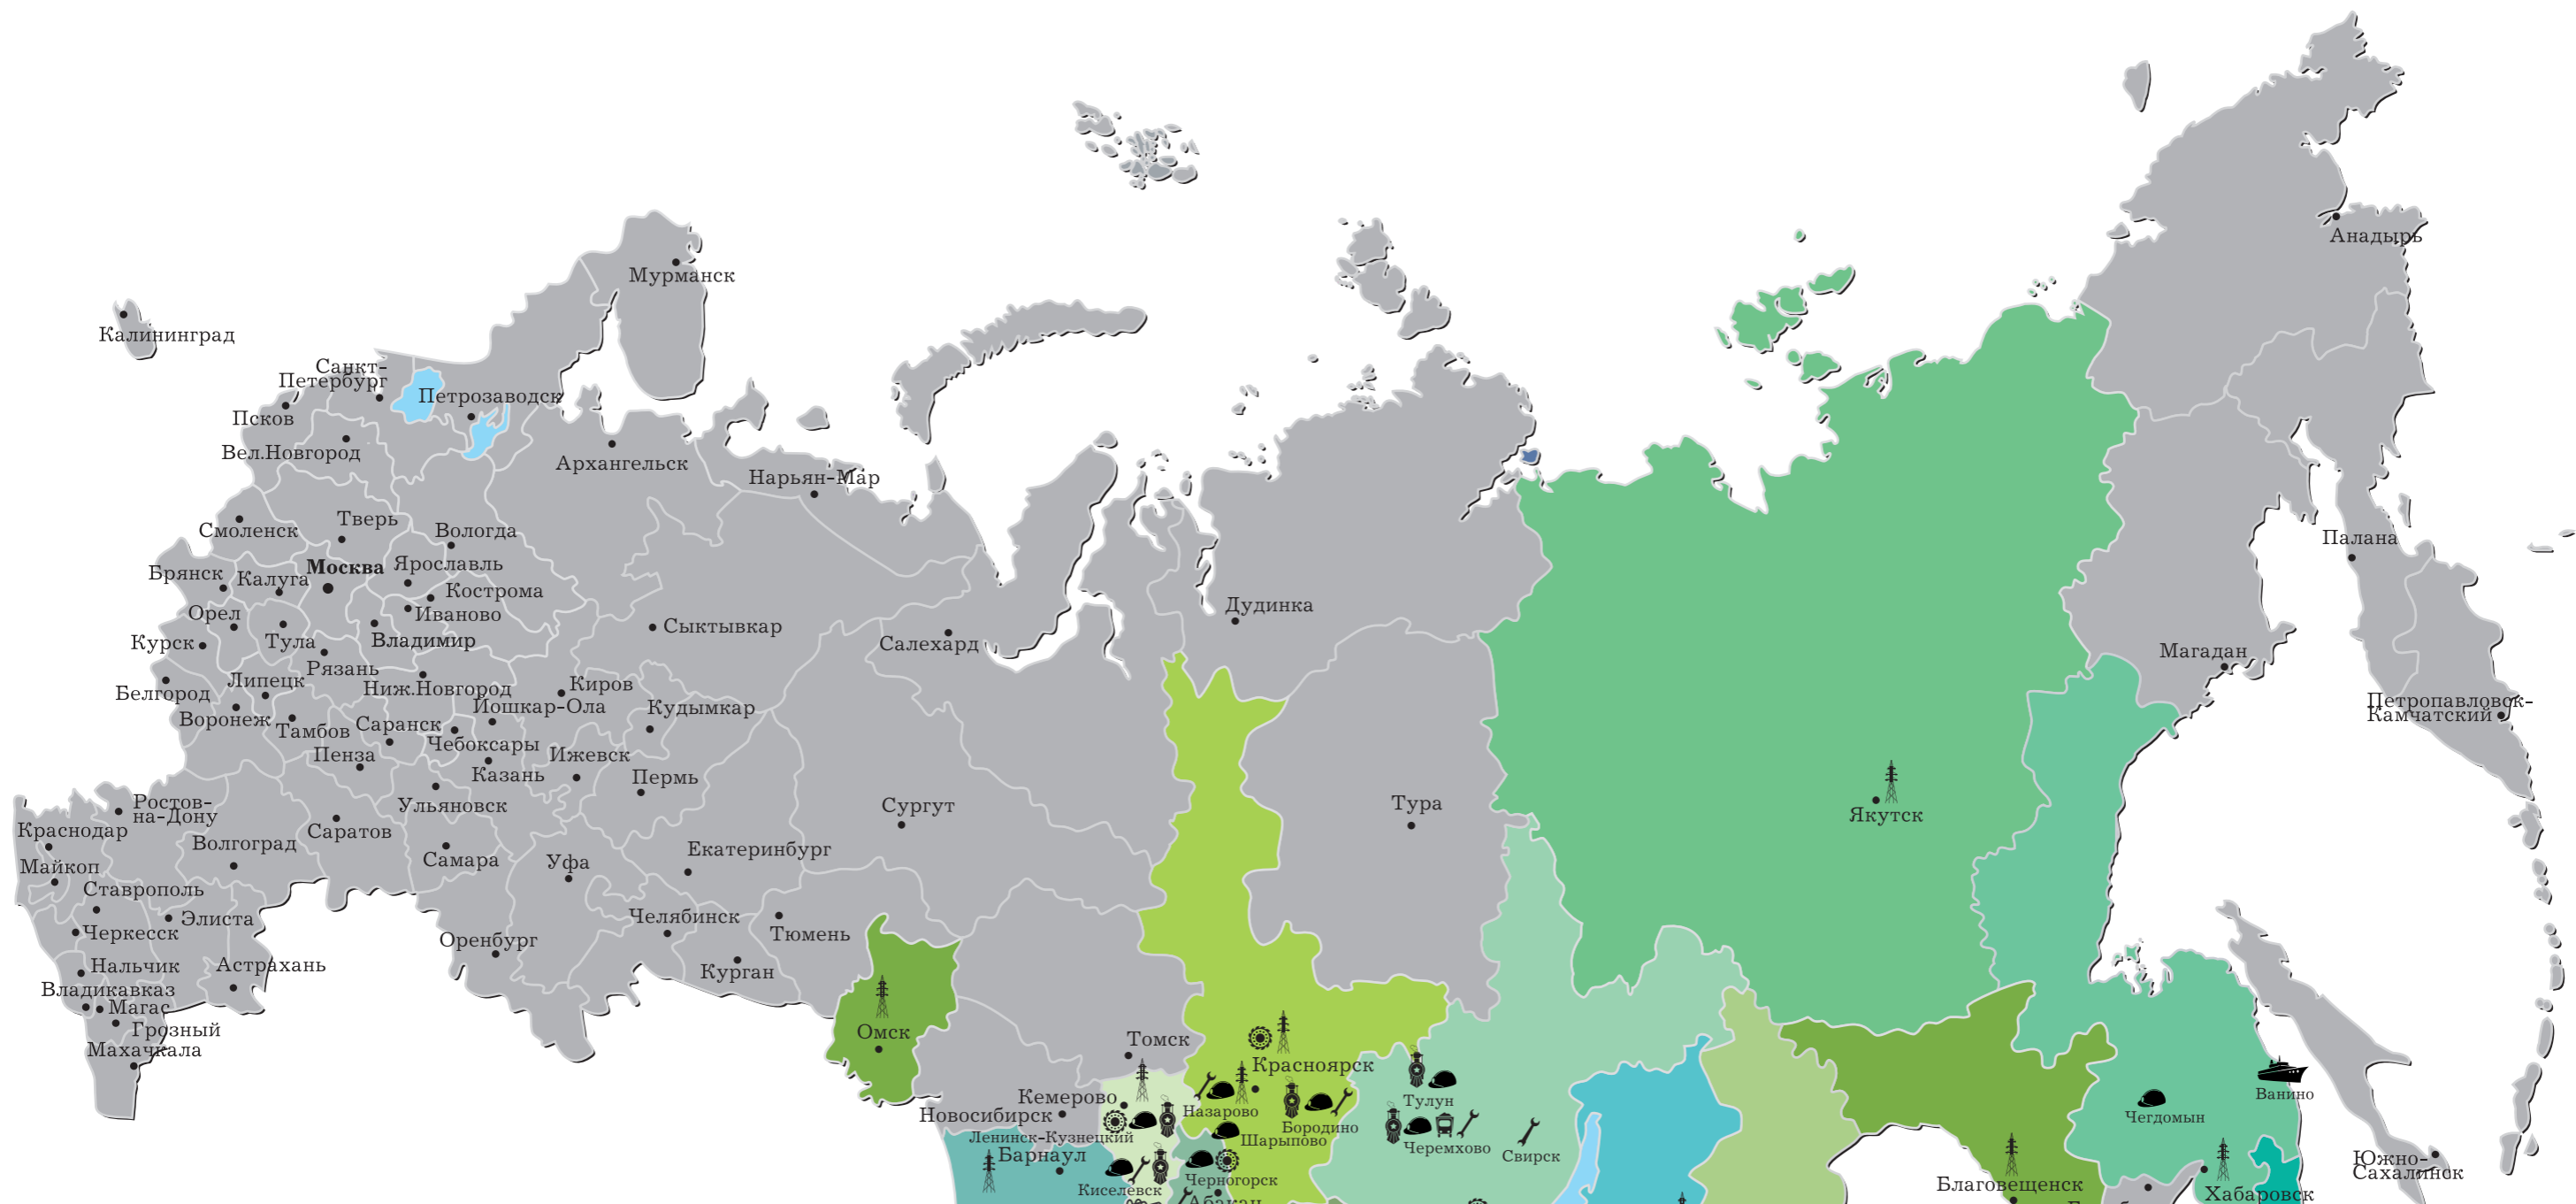 Анадырь
Мурманск
Калининград
Санкт-
Петербург
Петрозаводск
Псков
Вел.Новгород
Архангельск
Нарьян-Мар
Смоленск
Тверь
Вологда
Палана
Брянск
Калуга
Москва
Ярославль
Кострома
Орел
Иваново
Дудинка
Курск
Тула
Владимир
Сыктывкар
Салехард
Рязань
Магадан
Белгород
Липецк
Ниж.Новгород
Киров
Воронеж
Йошкар-Ола
Кудымкар
Петропавловск-
Камчатский
Тамбов
Саранск
Чебоксары
Пенза
Ижевск
Казань
Пермь
Ростов-
на-Дону
Ульяновск
Сургут
Тура
Якутск
Краснодар
Саратов
Волгоград
Самара
Екатеринбург
Майкоп
Уфа
Ставрополь
Элиста
Черкесск
Челябинск
Тюмень
Оренбург
Нальчик
Астрахань
Курган
Владикавказ
Магас
Грозный
Махачкала
Омск
Томск
Красноярск
Кемерово
Назарово
Тулун
Новосибирск
Бородино
Ленинск-Кузнецкий
Шарыпово
Черемхово
Свирск
Ванино
Чегдомын
Барнаул
Киселевск
Черногорск
Абакан
Благовещенск
Хабаровск
Южно-
Сахалинск